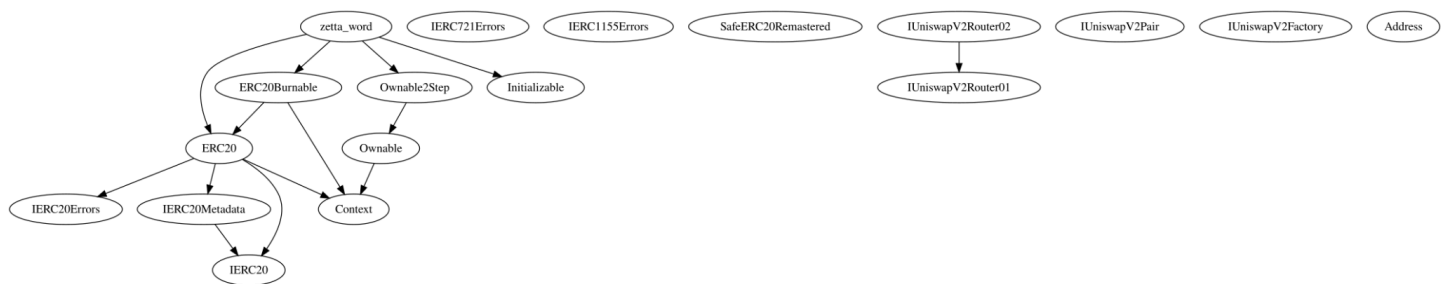 zetta_word
IERC721Errors
IERC1155Errors
SafeERC20Remastered
IUniswapV2Router02
IUniswapV2Pair
IUniswapV2Factory
Address
ERC20Burnable
Ownable2Step
Initializable
IUniswapV2Router01
ERC20
Ownable
IERC20Errors
IERC20Metadata
Context
IERC20